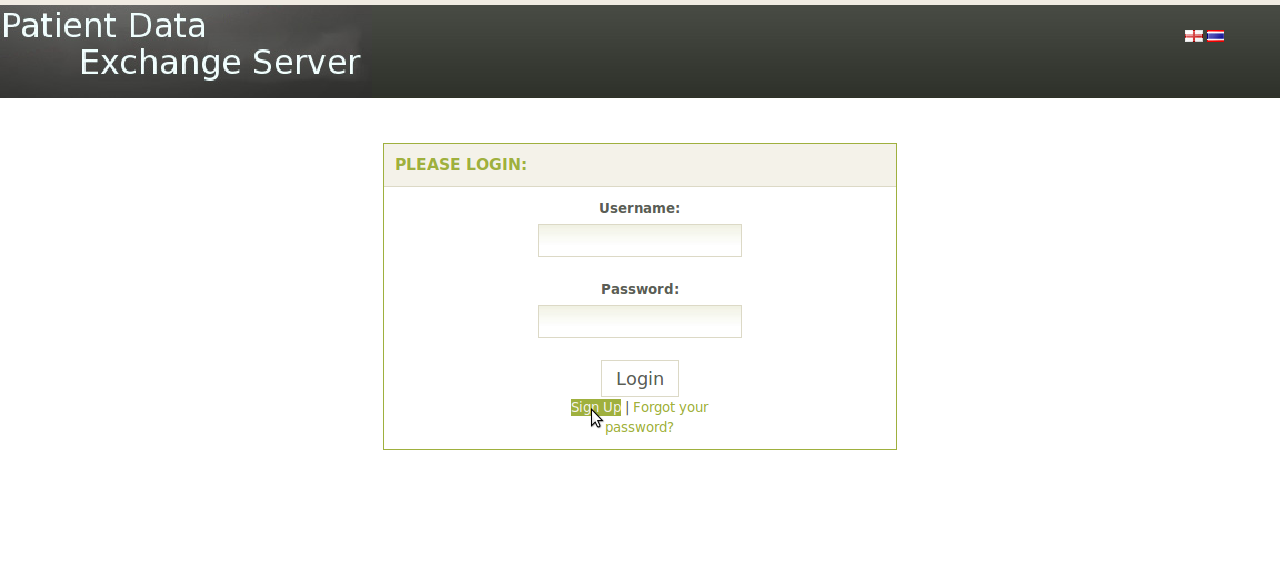 Patient Data
Exchange Server
PLEASE LOGIN:
Username:
Password:
Login
Sign Up | Forgot your
password?